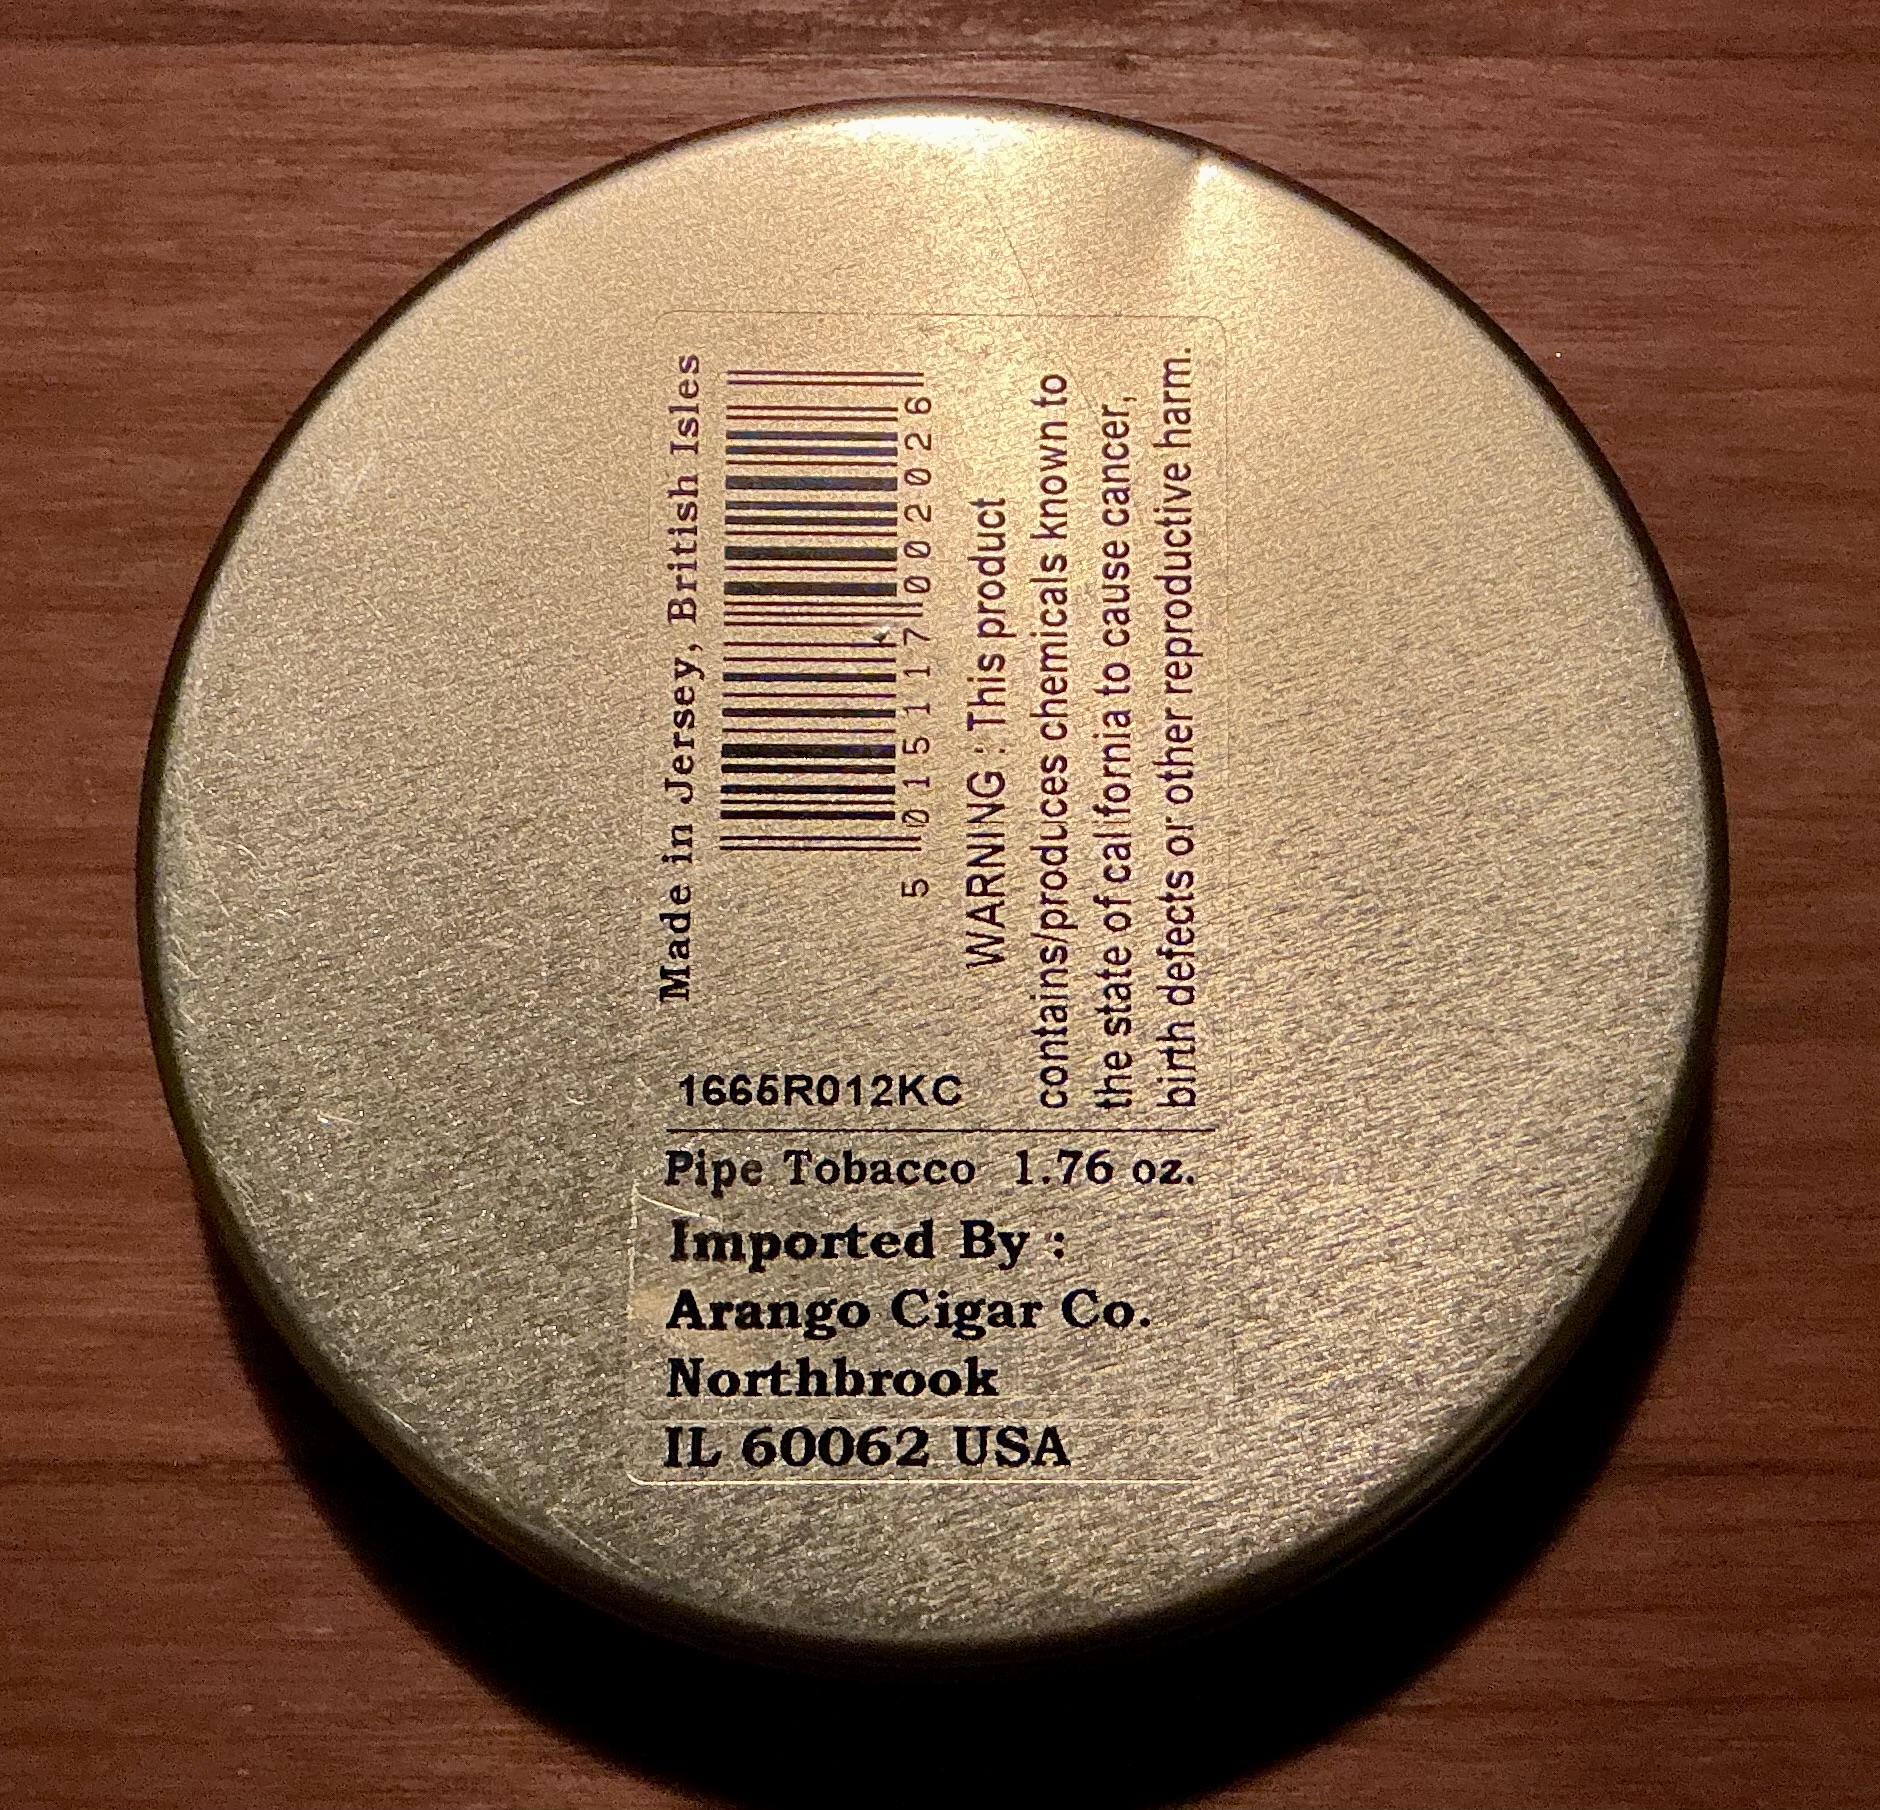 Made in Jersey, British Isles
5 015117 002026
WARNING : This product
contains/produces chemicals known to
the state of california to cause cancer,
birth defects or other reproductive harm.
1665R012KC
Pipe Tobacco 1.76 oz.
Imported By :
Arango Cigar Co.
Northbrook
IL 60062 USA